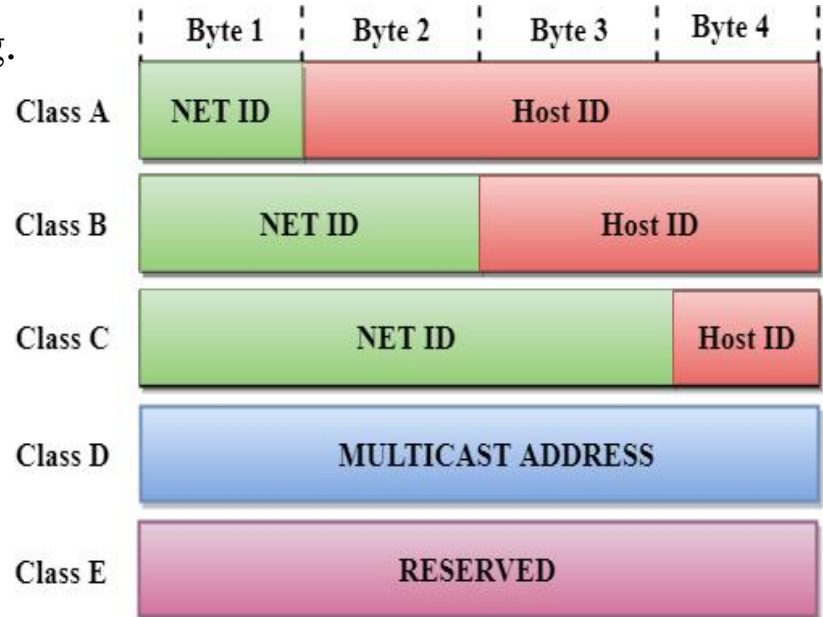 Byte 1 Byte 2 Byte 3 Byte 4
g.
Class A NET ID Host ID
Class B NET ID Host ID
Class C NET ID Host ID
Class D MULTICAST ADDRESS
Class E RESERVED